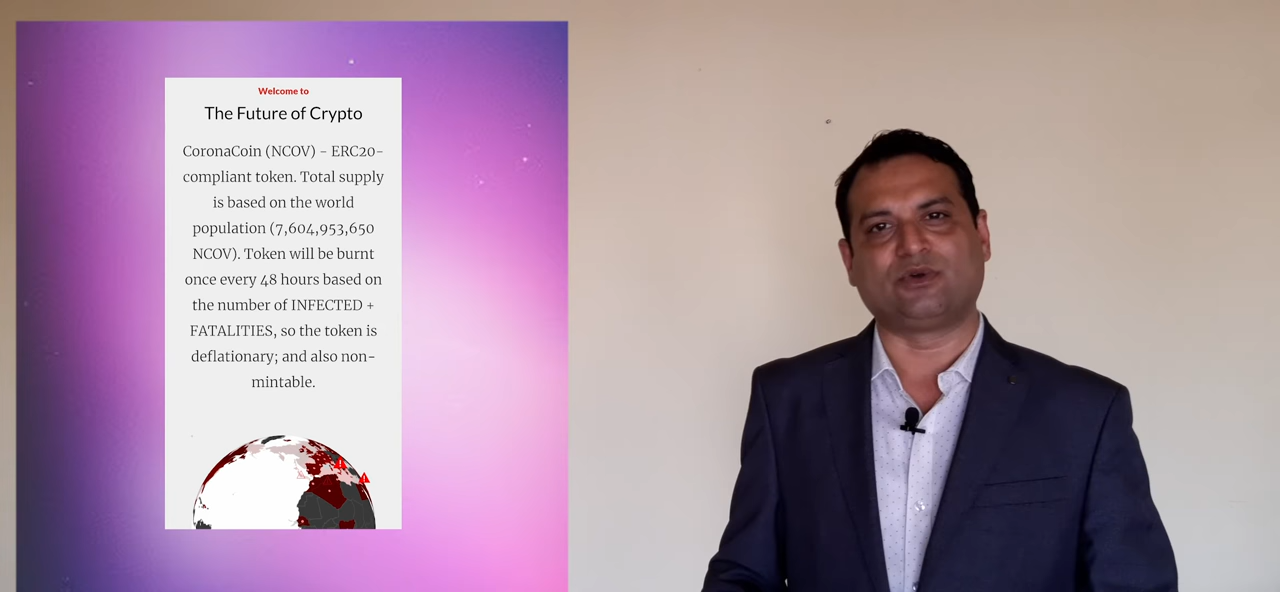 Welcome to
The Future of Crypto
CoronaCoin (NCOV) - ERC20-
compliant token. Total supply
is based on the world
population (7,604,953,650
NCOV). Token will be burnt
once every 48 hours based on
the number of INFECTED +
FATALITIES, so the token is
deflationary; and also non-
mintable.